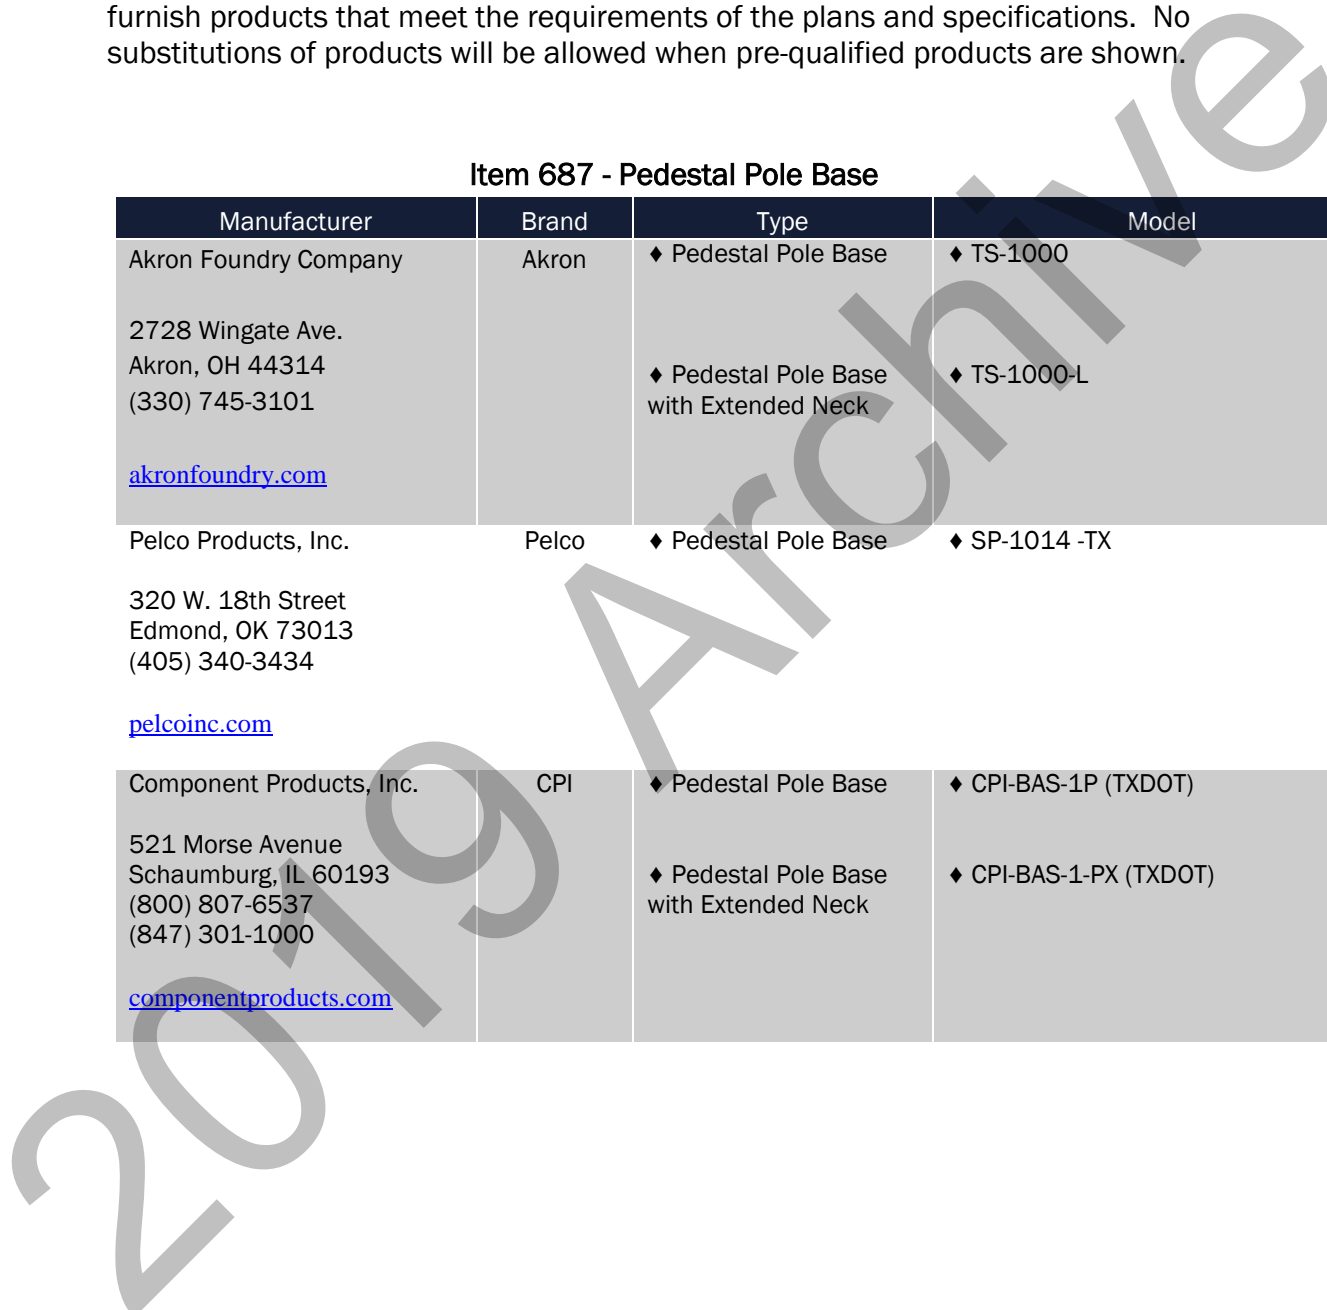 furnish products that meet the requirements of the plans and specifications. No
substitutions of products will be allowed when pre-qualified products are shown.
Item 687 - Pedestal Pole Base
Manufacturer Brand Type Model
Akron Foundry Company Akron ♦ Pedestal Pole Base ♦ TS-1000
2728 Wingate Ave.
Akron, OH 44314
♦ Pedestal Pole Base ♦ TS-1000-L
(330) 745-3101 with Extended Neck
akronfoundry.com
Pelco Products, Inc. Pelco ♦ Pedestal Pole Base ♦ SP-1014 -TX
320 W. 18th Street
Edmond, OK 73013
(405) 340-3434
pelcoinc.com
Component Products, Inc. CPI ♦ Pedestal Pole Base ♦ CPI-BAS-1P (TXDOT)
521 Morse Avenue
Schaumburg, IL 60193 ♦ Pedestal Pole Base ♦ CPI-BAS-1-PX (TXDOT)
(800) 807-6537 with Extended Neck
(847) 301-1000
componentproducts.com
2019 Archive